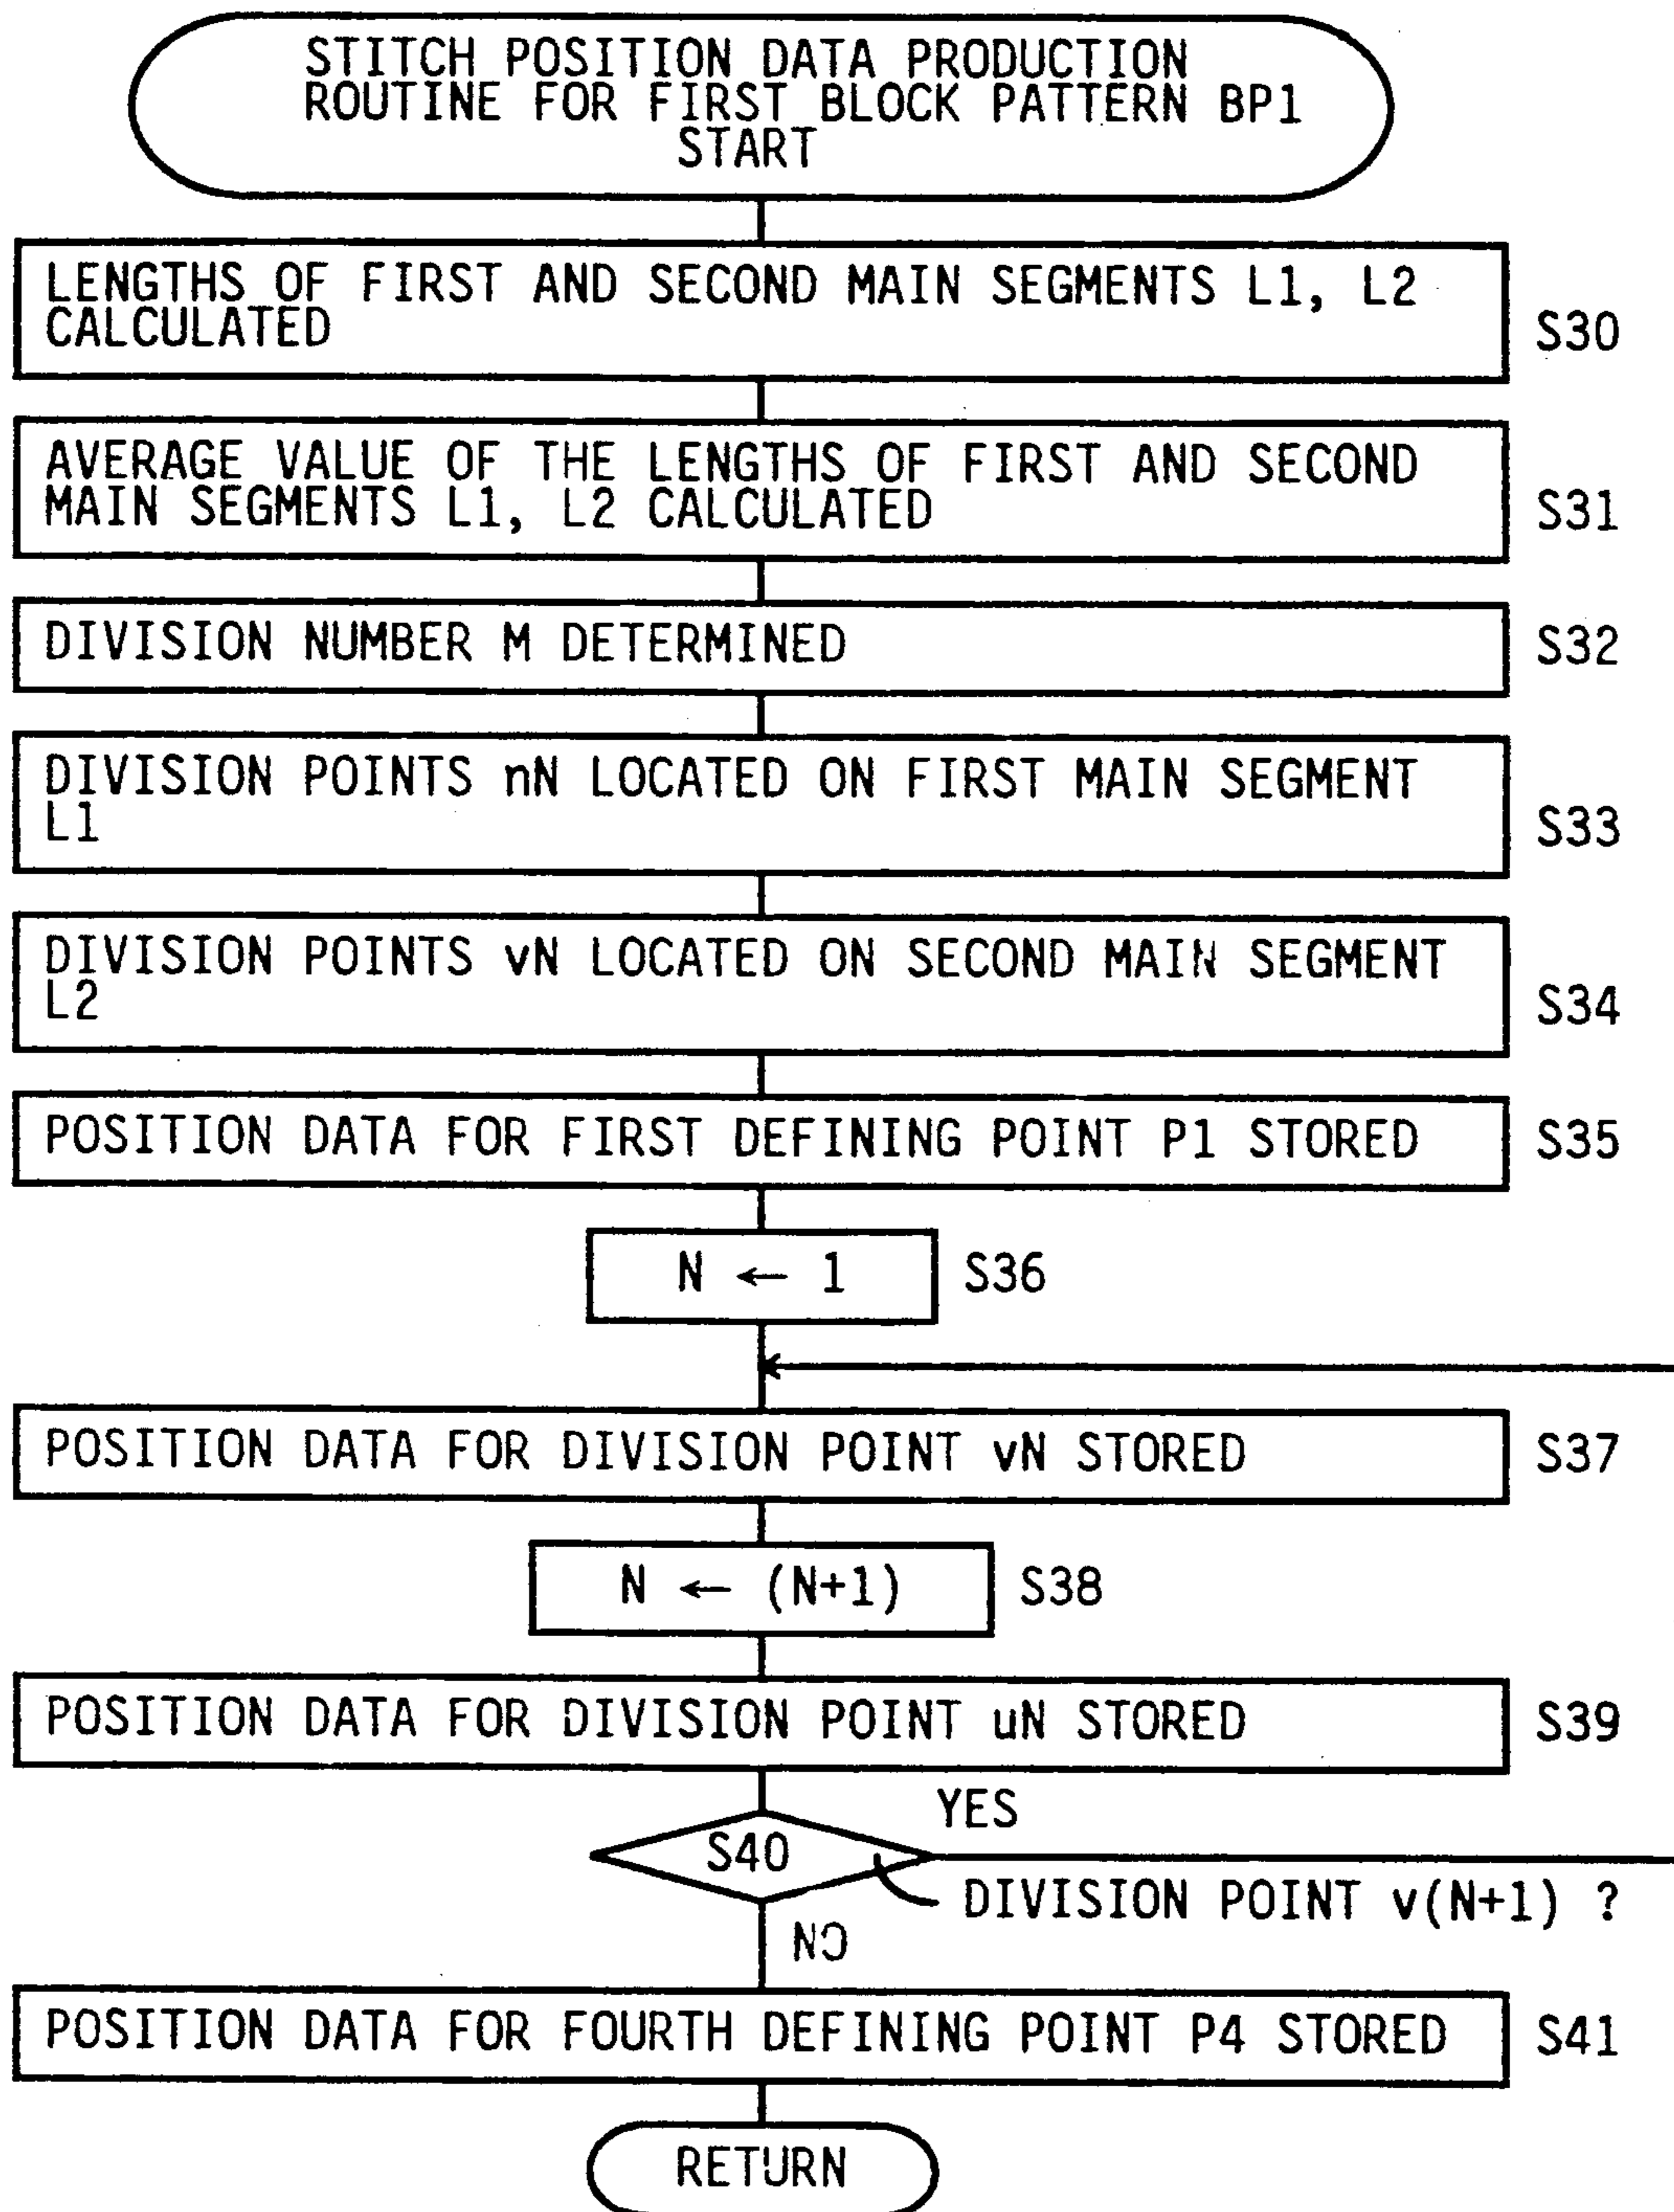 STITCH POSITION DATA PRODUCTION
ROUTINE FOR FIRST BLOCK PATTERN BP1
START
LENGTHS OF FIRST AND SECOND MAIN SEGMENTS L1, L2
CALCULATED
S30
AVERAGE VALUE OF THE LENGTHS OF FIRST AND SECOND
MAIN SEGMENTS L1, L2 CALCULATED
S31
DIVISION NUMBER M DETERMINED
S32
DIVISION POINTS nN LOCATED ON FIRST MAIN SEGMENT
L1
S33
DIVISION POINTS vN LOCATED ON SECOND MAIN SEGMENT
L2
S34
POSITION DATA FOR FIRST DEFINING POINT P1 STORED
S35
N ← 1
S36
POSITION DATA FOR DIVISION POINT vN STORED
S37
N ← (N+1)
S38
POSITION DATA FOR DIVISION POINT uN STORED
S39
YES
S40
DIVISION POINT v(N+1) ?
NO
POSITION DATA FOR FOURTH DEFINING POINT P4 STORED
S41
RETURN